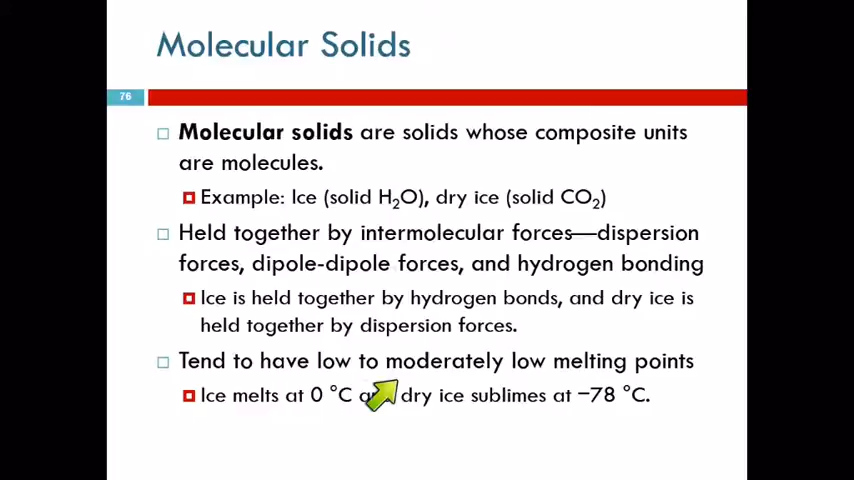 Molecular Solids
76
Molecular solids are solids whose composite units
are molecules.
Example: Ice (solid H₂O), dry ice (solid CO₂)
Held together by intermolecular forces—dispersion
forces, dipole-dipole forces, and hydrogen bonding
Ice is held together by hydrogen bonds, and dry ice is
held together by dispersion forces.
Tend to have low to moderately low melting points
Ice melts at 0 °C dry ice sublimes at −78 °C.